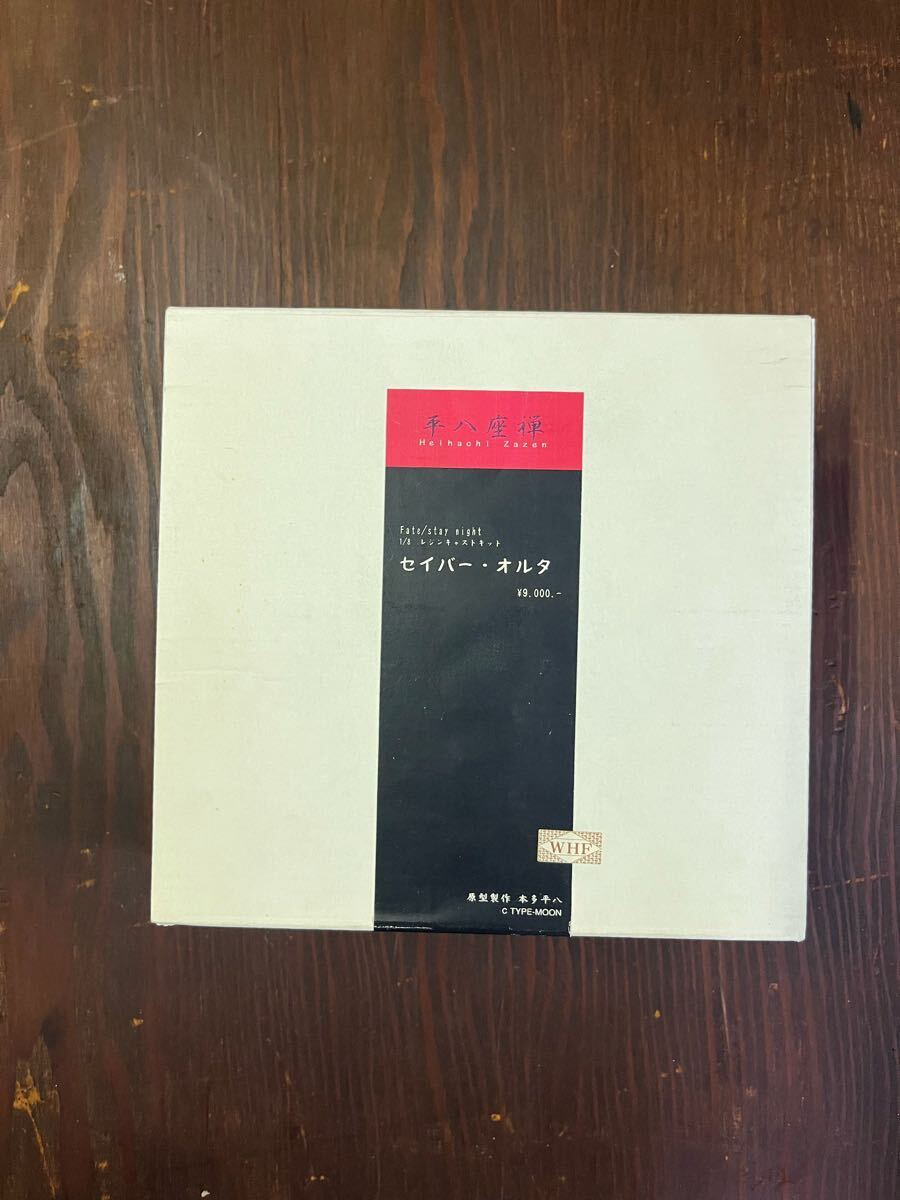 平八座禅
Heihachi Zazen
Fate/stay night
1/8 レジンキャストキット
セイバー・オルタ
¥9.000.-
WHF
原型製作 本多平八
C TYPE-MOON